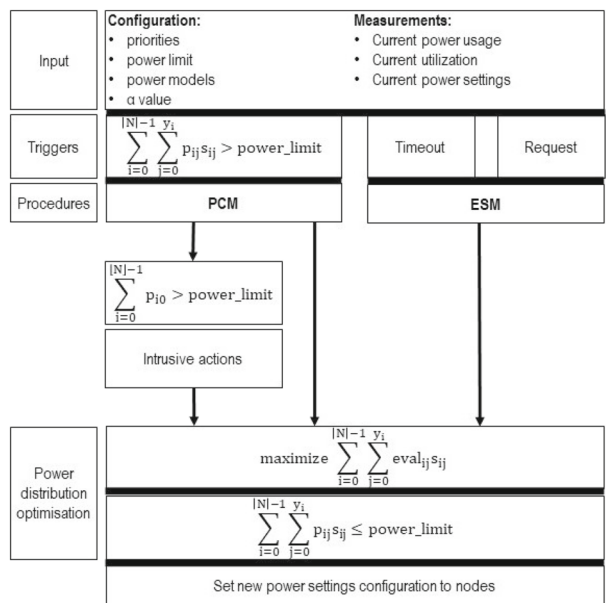 Input
Configuration:
• priorities
• power limit
• power models
• α value
Measurements:
• Current power usage
• Current utilization
• Current power settings
Triggers
|N|−1 y_i
∑ ∑ p_ij s_ij > power_limit
i=0 j=0
Timeout
Request
Procedures
PCM
ESM
|N|−1
∑ p_i0 > power_limit
i=0
Intrusive actions
Power
distribution
optimisation
|N|−1 y_i
maximize ∑ ∑ eval_ij s_ij
i=0 j=0
|N|−1 y_i
∑ ∑ p_ij s_ij ≤ power_limit
i=0 j=0
Set new power settings configuration to nodes